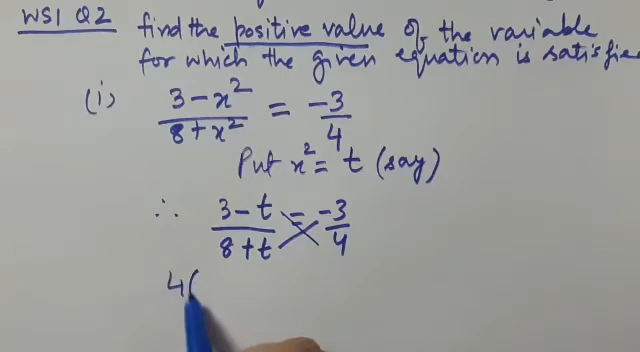 WS1 Q2 find the positive value of the variable
for which the given equation is satisfie
(i) 3 - x² / 8 + x² = -3 / 4
Put x² = t (say)
∴ 3 - t / 8 + t = -3 / 4
4(